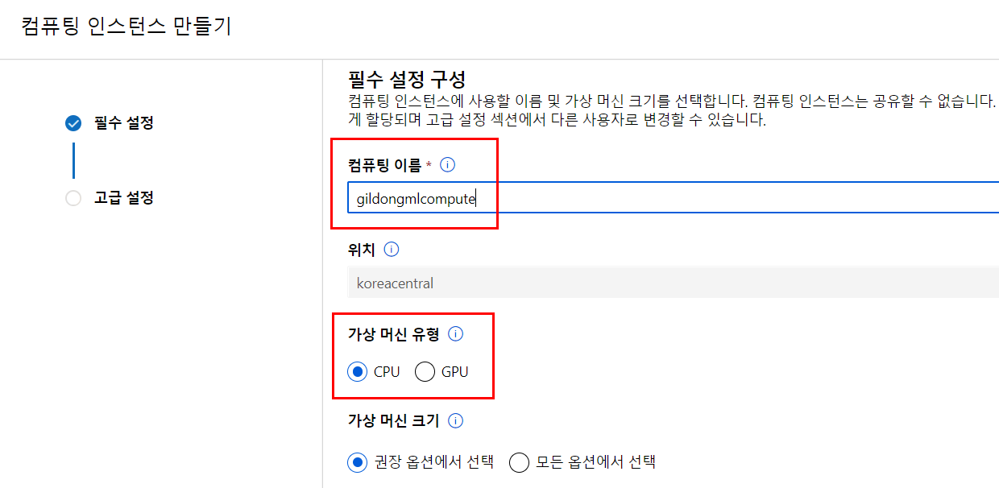 컴퓨팅 인스턴스 만들기
필수 설정
고급 설정
필수 설정 구성
컴퓨팅 인스턴스에 사용할 이름 및 가상 머신 크기를 선택합니다. 컴퓨팅 인스턴스는 공유할 수 없습니다.
게 할당되며 고급 설정 섹션에서 다른 사용자로 변경할 수 있습니다.
컴퓨팅 이름 *
gildongmlcompute
위치
koreacentral
가상 머신 유형
CPU GPU
가상 머신 크기
권장 옵션에서 선택 모든 옵션에서 선택